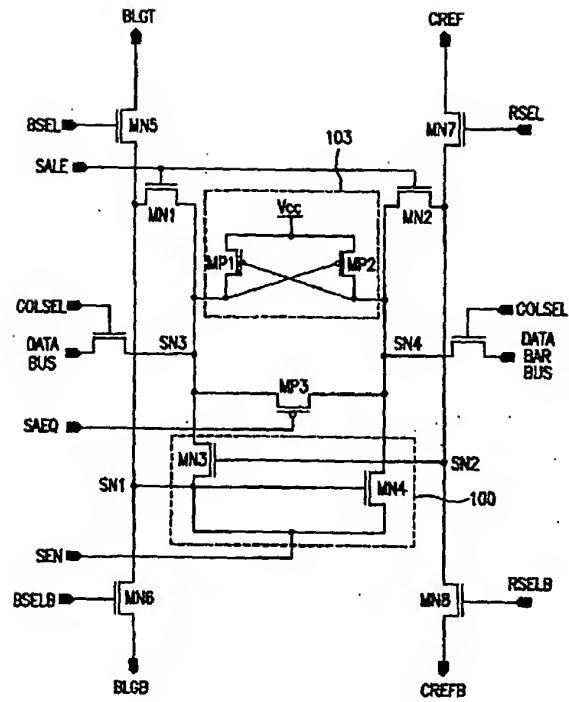 BLGT
CREF
BSEL
MN5
MN7
RSEL
SALE
103
MN1
MN2
Vcc
MP1
MP2
COLSEL
COLSEL
DATA
BUS
SN3
SN4
DATA
BAR
BUS
MP3
SAEQ
MN3
SN2
SN1
MN4
100
SEN
BSELB
MN6
MN8
RSELB
BLGB
CREFB